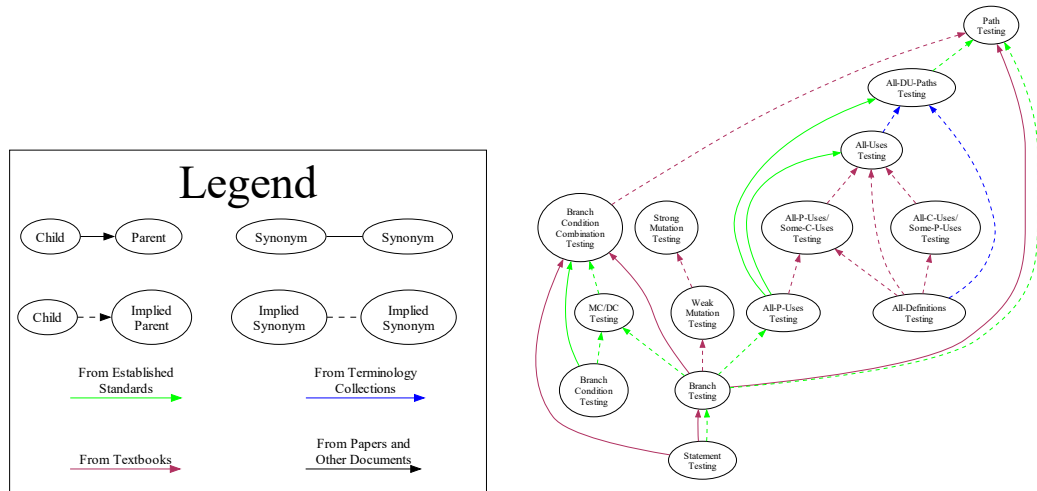 Legend
Child
Parent
Synonym
Synonym
Child
Implied
Parent
Implied
Synonym
Implied
Synonym
From Established
Standards
From Terminology
Collections
From Textbooks
From Papers and
Other Documents
Path
Testing
All-DU-Paths
Testing
All-Uses
Testing
Branch
Condition
Combination
Testing
Strong
Mutation
Testing
All-P-Uses/
Some-C-Uses
Testing
All-C-Uses/
Some-P-Uses
Testing
MC/DC
Testing
Weak
Mutation
Testing
All-P-Uses
Testing
All-Definitions
Testing
Branch
Condition
Testing
Branch
Testing
Statement
Testing